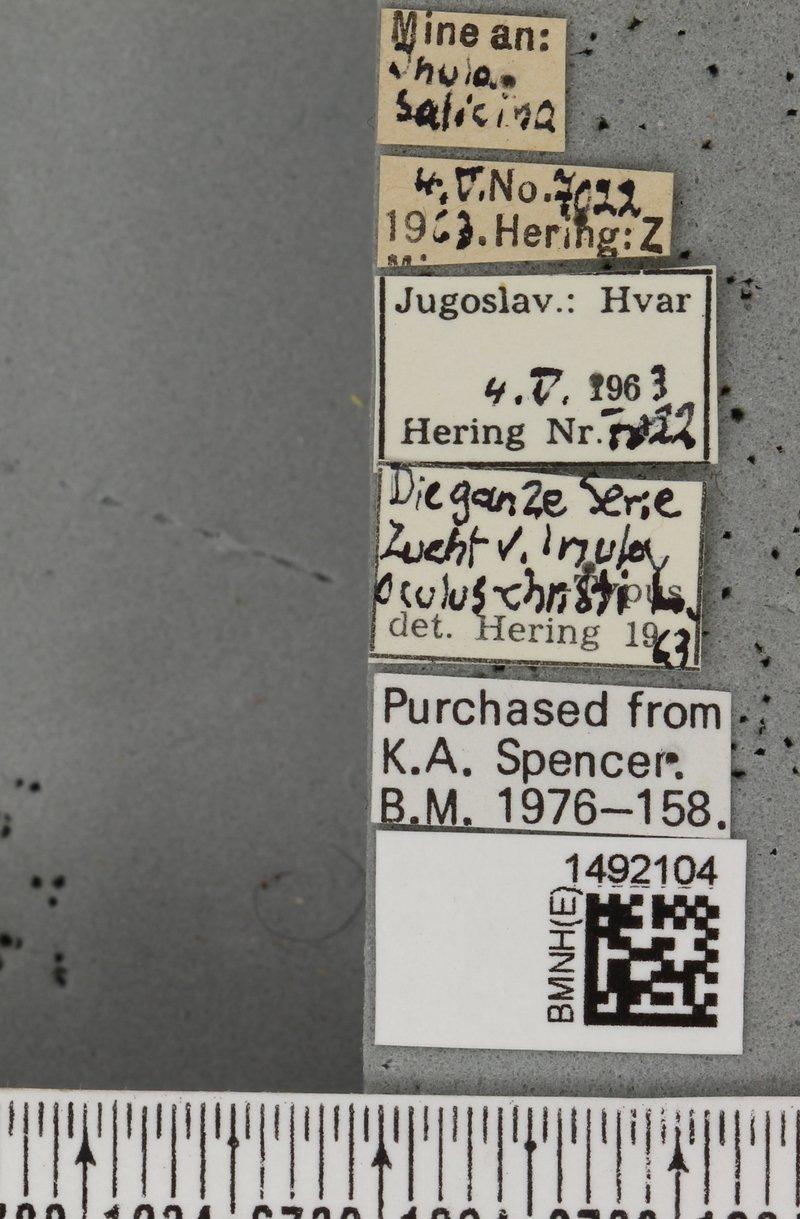 Mine an:
Inula
salicina
4.V.No.7022
1963.Hering:Z
Jugoslav.: Hvar
4.V. 1963
Hering Nr. 7022
Die ganze Serie
Zucht v. Inula
oculus-christi L.
Typus
det. Hering 1963
Purchased from
K.A. Spencer.
B.M. 1976–158.
1492104
BMNH(E)